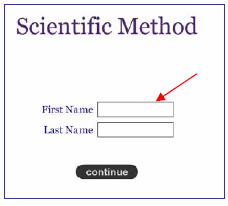 Scientific Method
First Name
Last Name
continue